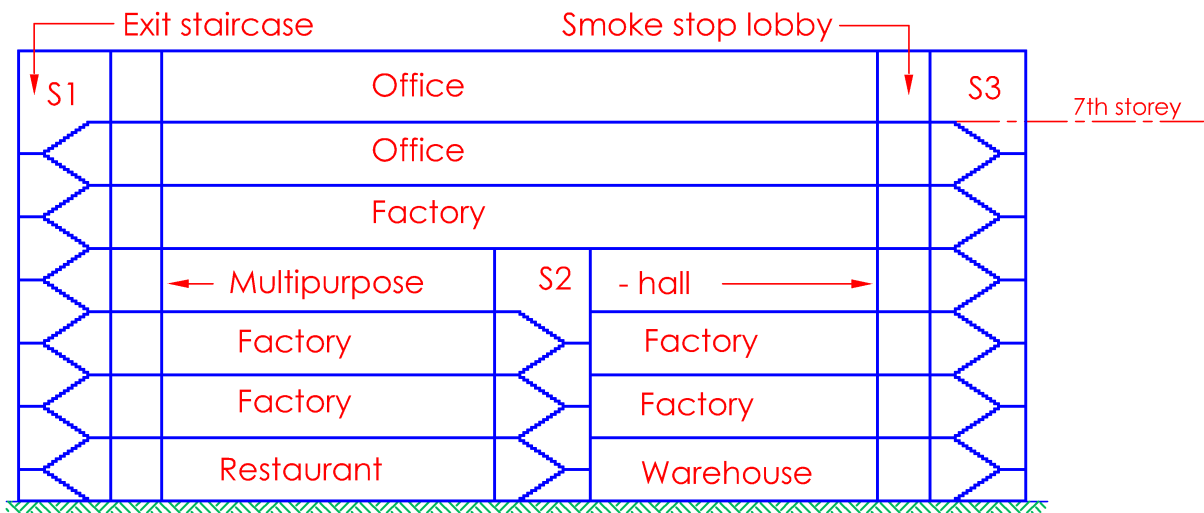 Exit staircase
Smoke stop lobby
S1
Office
S3
7th storey
Office
Factory
Multipurpose
S2
- hall
Factory
Factory
Factory
Factory
Restaurant
Warehouse